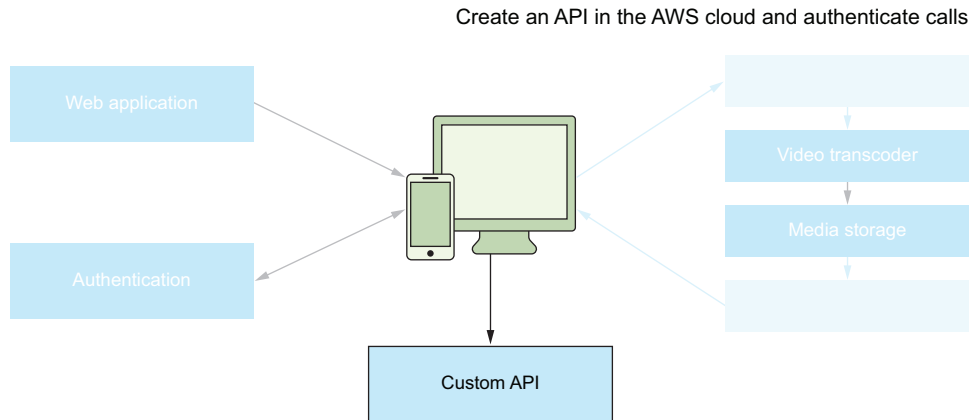 Create an API in the AWS cloud and authenticate calls
Web application
Video transcoder
Media storage
Authentication
Custom API